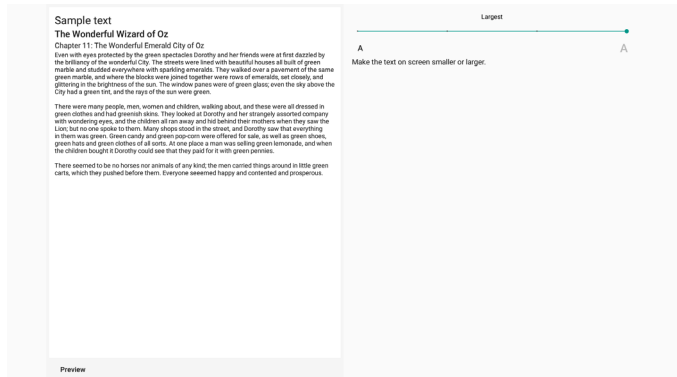 Sample text
The Wonderful Wizard of Oz
Chapter 11: The Wonderful Emerald City of Oz
Even with eyes protected by the green spectacles Dorothy and her friends were at first dazzled by
the brilliancy of the wonderful City. The streets were lined with beautiful houses all built of green
marble and studded everywhere with sparkling emeralds. They walked over a pavement of the same
green marble, and where the blocks were joined together were rows of emeralds, set closely, and
glittering in the brightness of the sun. The window panes were of green glass; even the sky above the
City had a green tint, and the rays of the sun were green.
There were many people, men, women and children, walking about, and these were all dressed in
green clothes and had greenish skins. They looked at Dorothy and her strangely assorted company
with wondering eyes, and the children all ran away and hid behind their mothers when they saw the
Lion; but no one spoke to them. Many shops stood in the street, and Dorothy saw that everything
in them was green. Green candy and green pop-corn were offered for sale, as well as green shoes,
green hats and green clothes of all sorts. At one place a man was selling green lemonade, and when
the children bought it Dorothy could see that they paid for it with green pennies.
There seemed to be no horses nor animals of any kind; the men carried things around in little green
carts, which they pushed before them. Everyone seeemed happy and contented and prosperous.
Preview
Largest
A A
Make the text on screen smaller or larger.